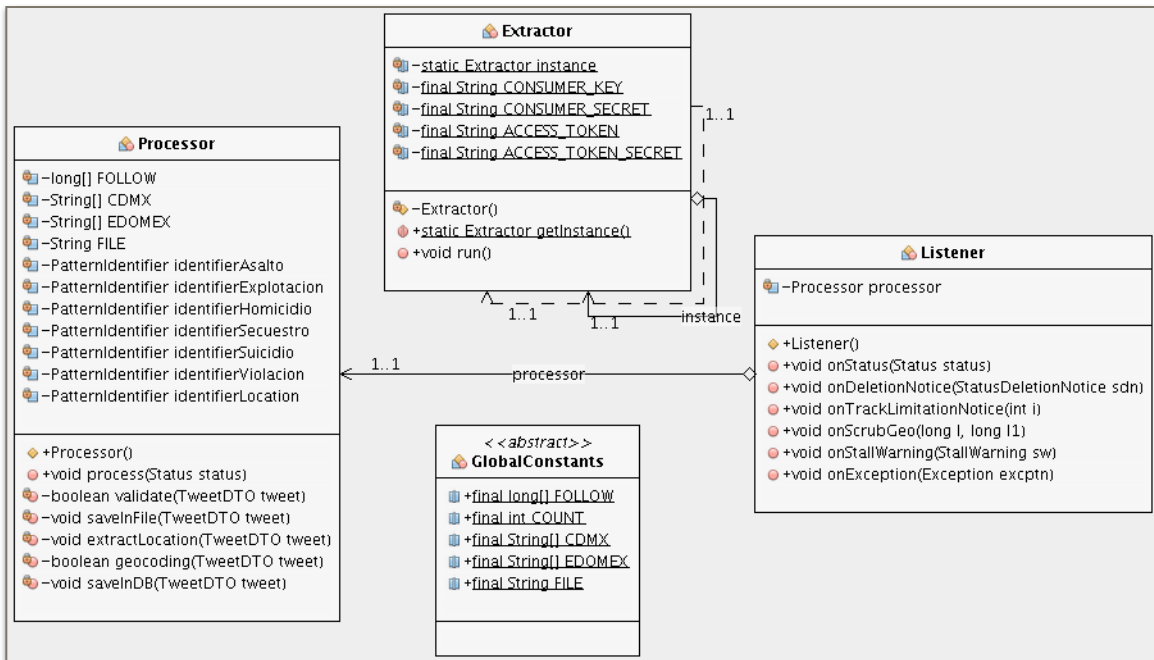 Extractor
-static Extractor instance
-final String CONSUMER_KEY
-final String CONSUMER_SECRET
-final String ACCESS_TOKEN
-final String ACCESS_TOKEN_SECRET
-Extractor()
+static Extractor getInstance()
+void run()
1..1
1..1
1..1
instance
Processor
-long[] FOLLOW
-String[] CDMX
-String[] EDOMEX
-String FILE
-PatternIdentifier identifierAsalto
-PatternIdentifier identifierExplotacion
-PatternIdentifier identifierHomicidio
-PatternIdentifier identifierSecuestro
-PatternIdentifier identifierSuicidio
-PatternIdentifier identifierViolacion
-PatternIdentifier identifierLocation
+Processor()
+void process(Status status)
-boolean validate(TweetDTO tweet)
-void saveInFile(TweetDTO tweet)
-void extractLocation(TweetDTO tweet)
-boolean geocoding(TweetDTO tweet)
-void saveInDB(TweetDTO tweet)
1..1
processor
Listener
-Processor processor
+Listener()
+void onStatus(Status status)
+void onDeletionNotice(StatusDeletionNotice sdn)
+void onTrackLimitationNotice(int i)
+void onScrubGeo(long l, long l1)
+void onStallWarning(StallWarning sw)
+void onException(Exception excptn)
<<abstract>>
GlobalConstants
+final long[] FOLLOW
+final int COUNT
+final String[] CDMX
+final String[] EDOMEX
+final String FILE